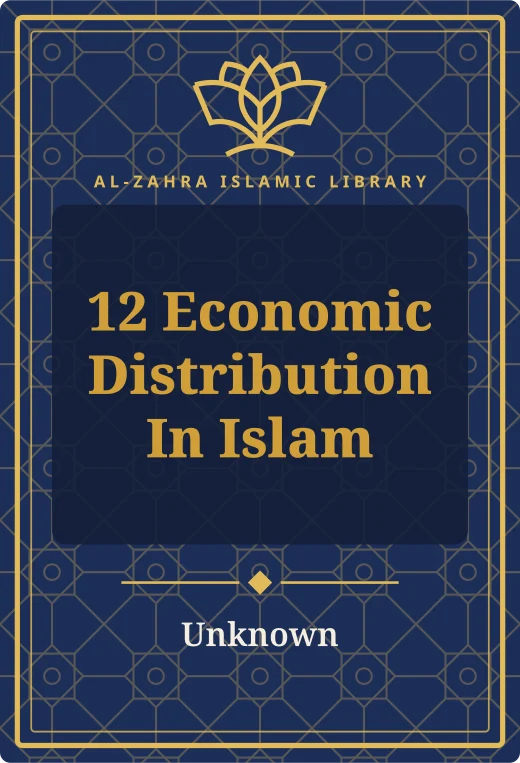 AL-ZAHRA ISLAMIC LIBRARY
12 Economic
Distribution
In Islam
Unknown